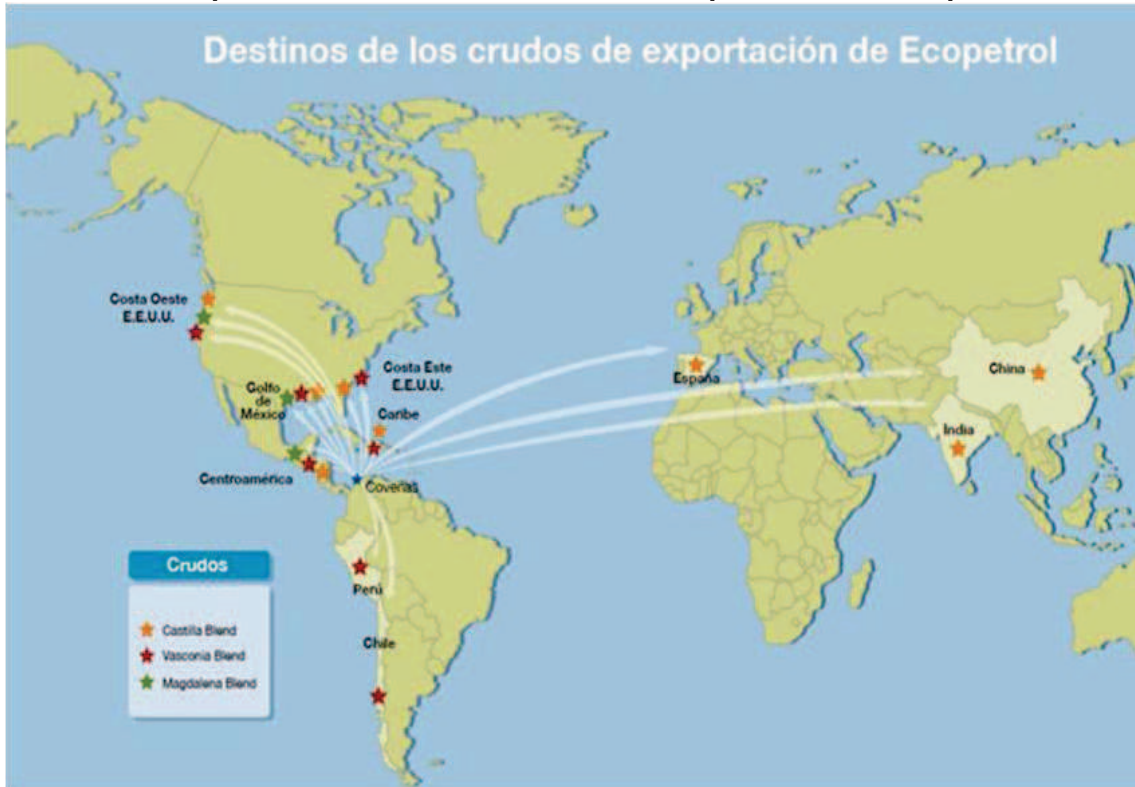 Destinos de los crudos de exportación de Ecopetrol
Costa Oeste
E.E.U.U.
Golfo
de
México
Costa Este
E.E.U.U.
Caribe
Centroamérica
Coveñas
España
China
India
Perú
Chile
Crudos
Castilla Blend
Vasconia Blend
Magdalena Blend